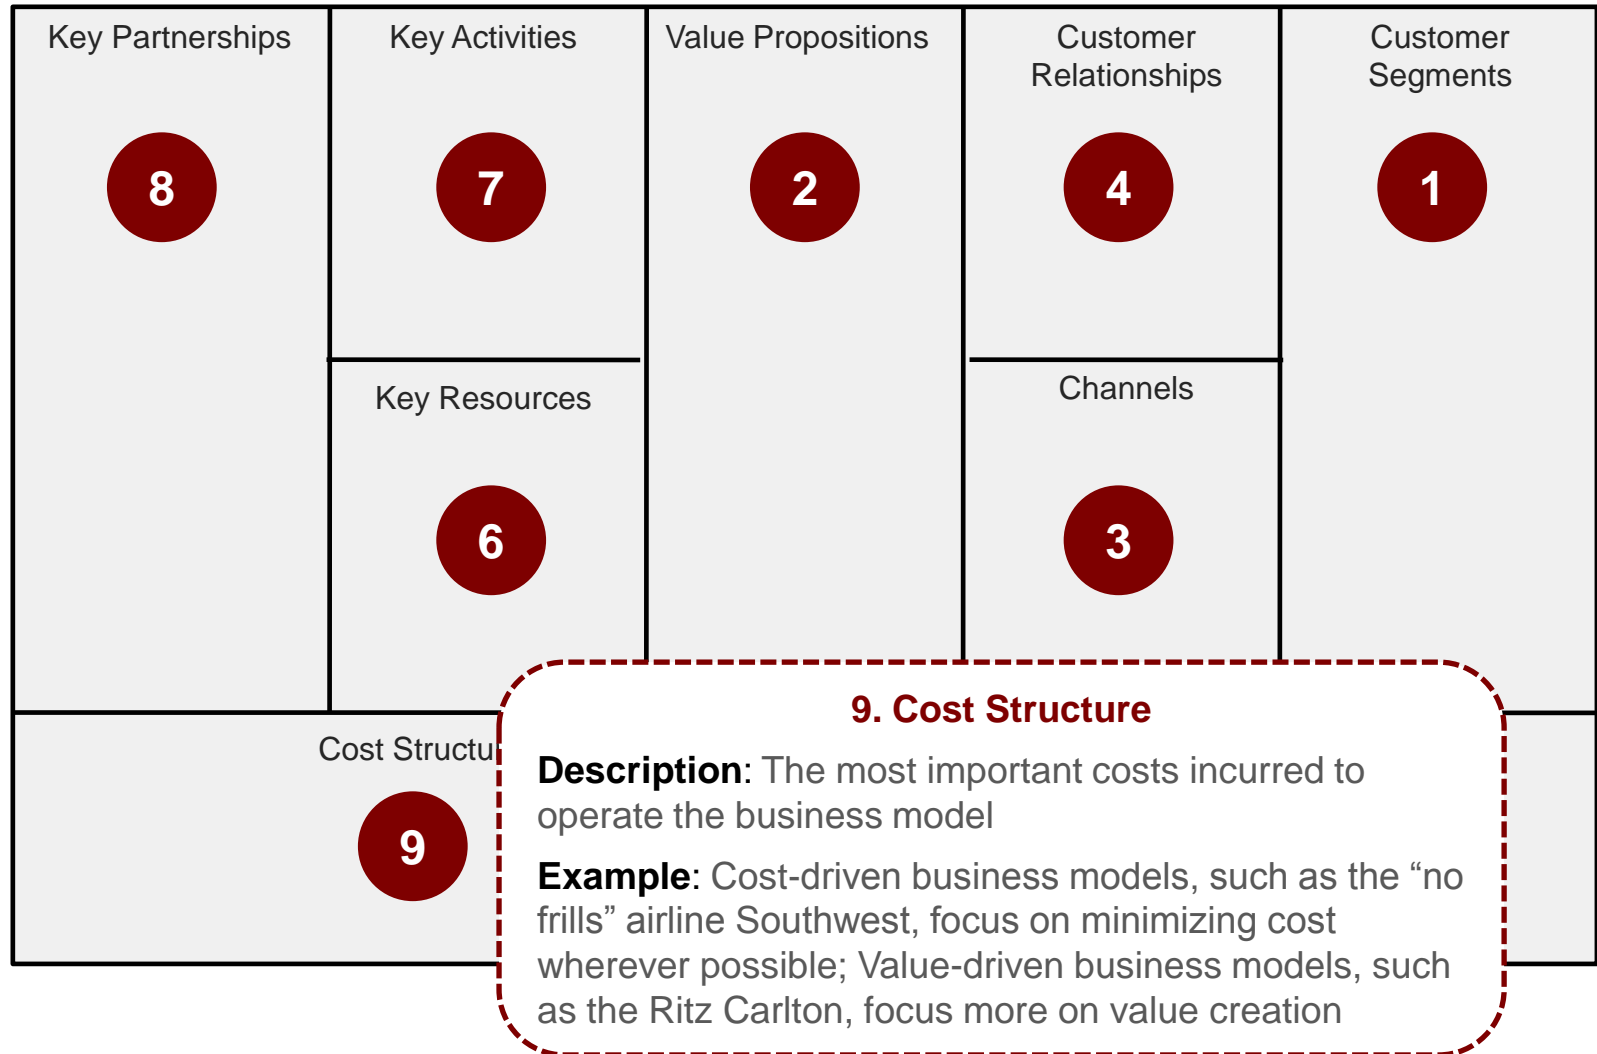 Key Partnerships
8
Key Activities
7
Value Propositions
2
Customer
Relationships
4
Customer
Segments
1
Key Resources
6
Channels
3
Cost Structu
9
9. Cost Structure
Description: The most important costs incurred to
operate the business model
Example: Cost-driven business models, such as the “no
frills” airline Southwest, focus on minimizing cost
wherever possible; Value-driven business models, such
as the Ritz Carlton, focus more on value creation